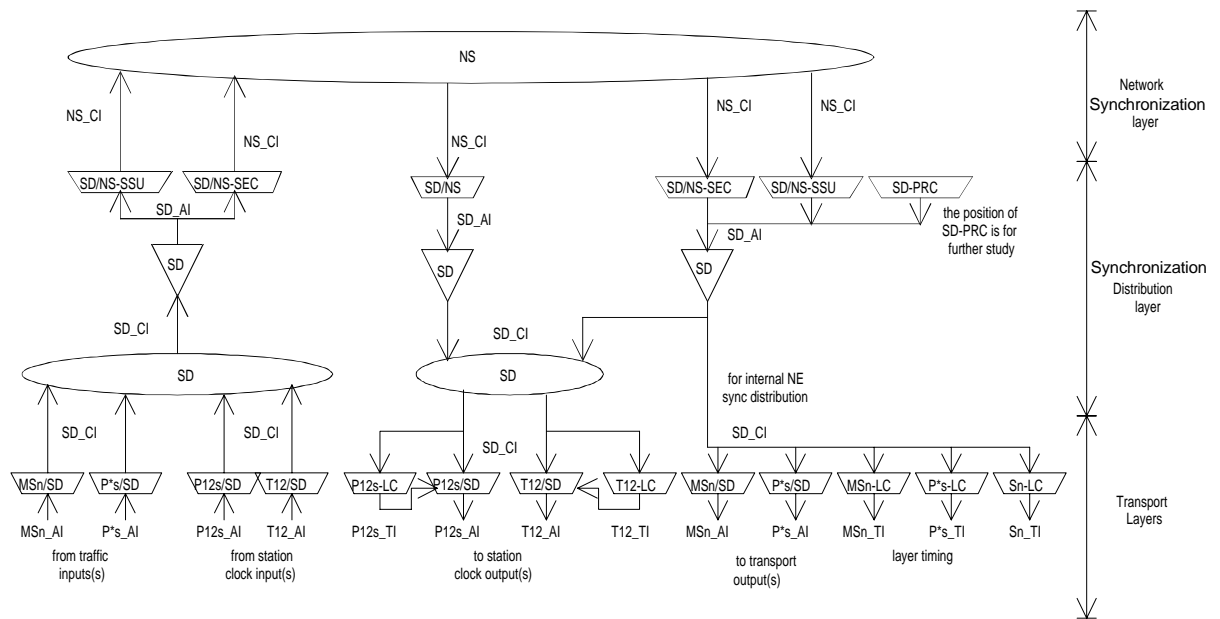 NS
NS_CI
NS_CI
NS_CI
NS_CI
NS_CI
Network
Synchronization
layer
SD/NS-SSU
SD/NS-SEC
SD/NS
SD/NS-SEC
SD/NS-SSU
SD-PRC
SD_AI
SD_AI
SD_AI
the position of
SD-PRC is for
further study
SD
SD
SD
Synchronization
Distribution
layer
SD_CI
SD_CI
SD
SD
for internal NE
sync distribution
SD_CI
SD_CI
SD_CI
SD_CI
MSn/SD
P*s/SD
P12s/SD
T12/SD
P12s-LC
P12s/SD
T12/SD
T12-LC
MSn/SD
P*s/SD
MSn-LC
P*s-LC
Sn-LC
Transport
Layers
MSn_AI
P*s_AI
P12s_AI
T12_AI
P12s_TI
P12s_AI
T12_AI
T12_TI
MSn_AI
P*s_AI
MSn_TI
P*s_TI
Sn_TI
from traffic
inputs(s)
from station
clock input(s)
to station
clock output(s)
to transport
output(s)
layer timing